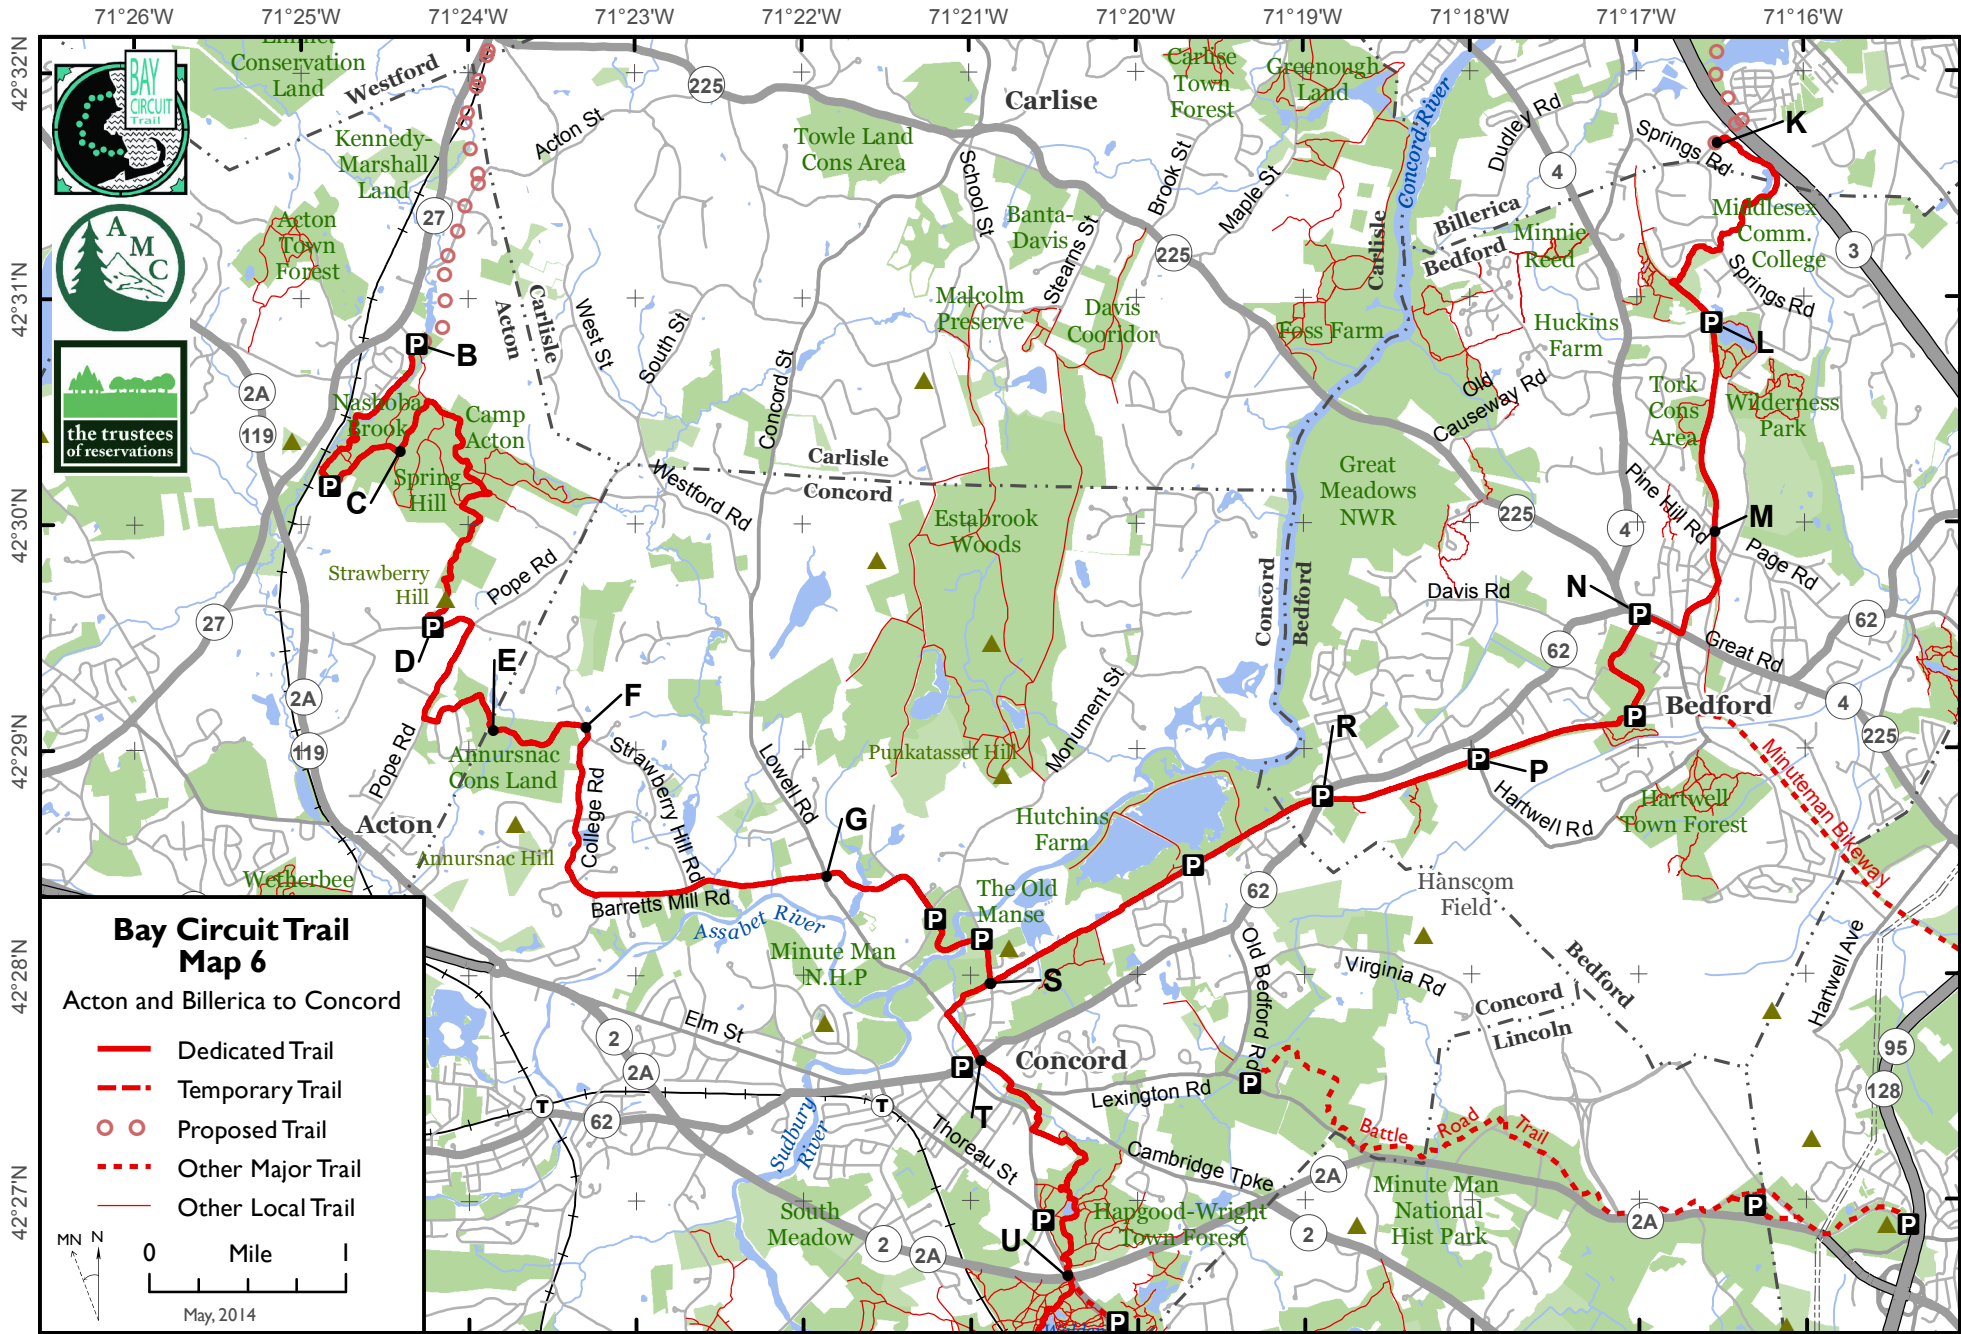 71°26'W 71°25'W 71°24'W 71°23'W 71°22'W 71°21'W 71°20'W 71°19'W 71°18'W 71°17'W 71°16'W
42°32'N
42°31'N
42°30'N
42°29'N
42°28'N
42°27'N
BAY
CIRCUIT
Trail
A
M
C
the trustees
of reservations
Conservation
Land
Westford
Kennedy-
Marshall
Land
Acton
Town
Forest
27
Acton St
225
Carlise
Towle Land
Cons Area
School St
Banta-
Davis
Stearns St
Brook St
Maple St
225
Carlise
Town
Forest
Greenough
Land
Concord River
Carlisle
Dudley Rd
4
Billerica
Bedford
Minnie
Reed
Springs Rd
K
Middlesex
Comm.
College
3
Springs Rd
Carlisle
Acton
West St
South St
Concord St
Malcolm
Preserve
Davis
Cooridor
Foss Farm
Huckins
Farm
Old
Causeway Rd
P
L
Tork
Cons
Area
Wilderness
Park
2A
119
P
B
Nashoba
Brook
Camp
Acton
P
C
Spring
Hill
Carlisle
Concord
Westford Rd
Estabrook
Woods
Great
Meadows
NWR
225
4
Pine Hill Rd
M
Page Rd
Strawberry
Hill
Pope Rd
27
P
D
E
F
2A
119
Concord
Bedford
Davis Rd
N
P
62
62
Great Rd
Bedford
4
225
P
Minuteman Bikeway
Pope Rd
Annursnac
Cons Land
College Rd
Strawberry Hill Rd
Lowell Rd
Punkatasset Hill
Monument St
R
P
P
P
Hartwell Rd
Hartwell
Town Forest
Acton
Annursnac Hill
Wetherbee
G
Hutchins
Farm
P
62
Hanscom
Field
Barretts Mill Rd
Assabet River
The Old
Manse
P
P
Minute Man
N.H.P
S
Old Bedford Rd
Virginia Rd
Bedford
Concord
Lincoln
Hartwell Ave
95
128
Elm St
2
2A
Concord
P
T
Lexington Rd
P
T
62
T
Sudbury
River
Thoreau St
Cambridge Tpke
2A
Battle Road Trail
Minute Man
National
Hist Park
2A
P
P
South
Meadow
P
Hapgood-Wright
Town Forest
U
2
2A
2
P
Bay Circuit Trail
Map 6
Acton and Billerica to Concord
Dedicated Trail
Temporary Trail
Proposed Trail
Other Major Trail
Other Local Trail
MN N
0 Mile 1
May, 2014